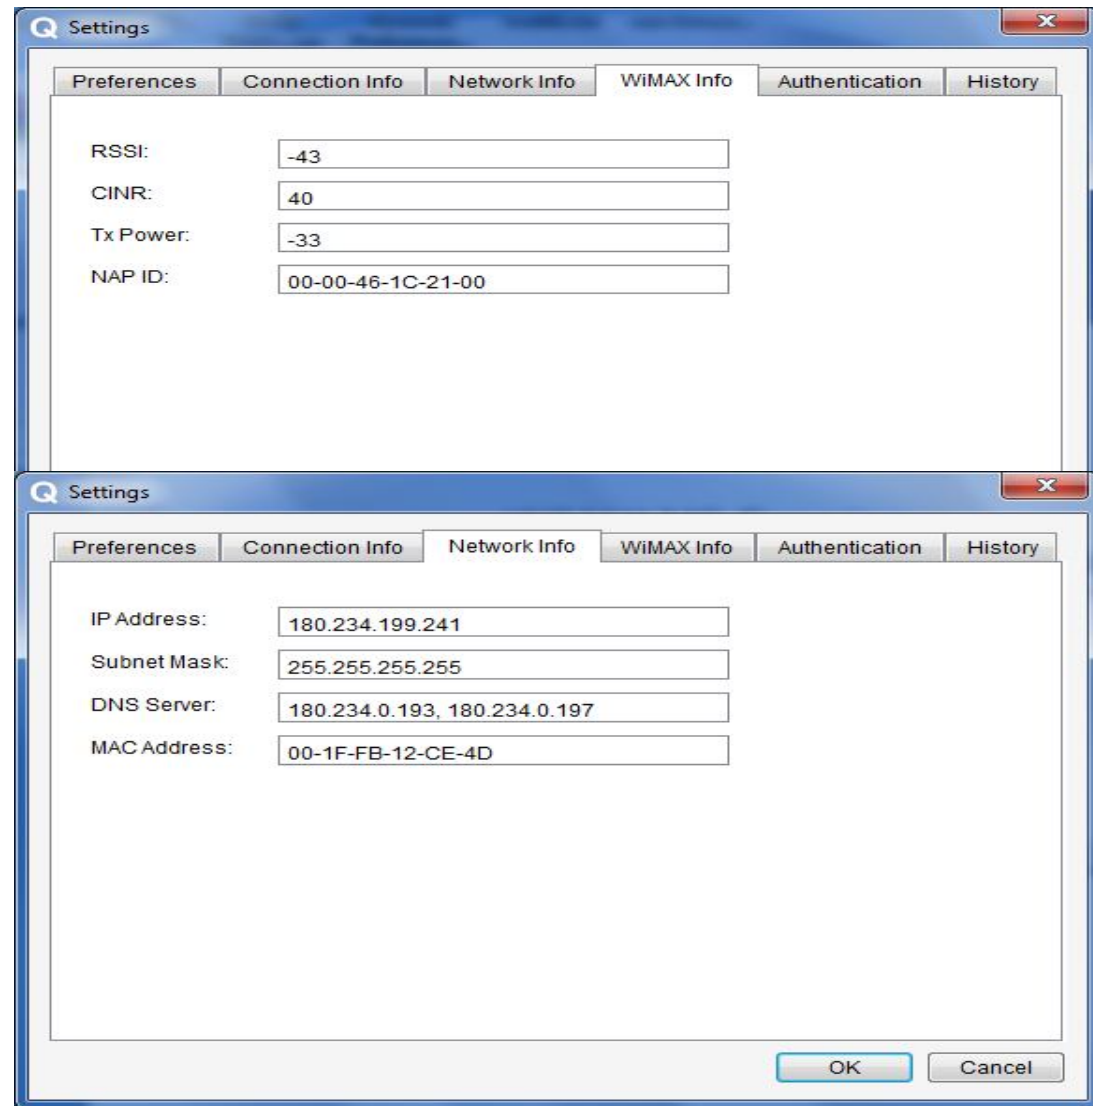 Settings
Preferences Connection Info Network Info WiMAX Info Authentication History
RSSI: -43
CINR: 40
Tx Power: -33
NAP ID: 00-00-46-1C-21-00
Settings
Preferences Connection Info Network Info WiMAX Info Authentication History
IP Address: 180.234.199.241
Subnet Mask: 255.255.255.255
DNS Server: 180.234.0.193, 180.234.0.197
MAC Address: 00-1F-FB-12-CE-4D
OK Cancel